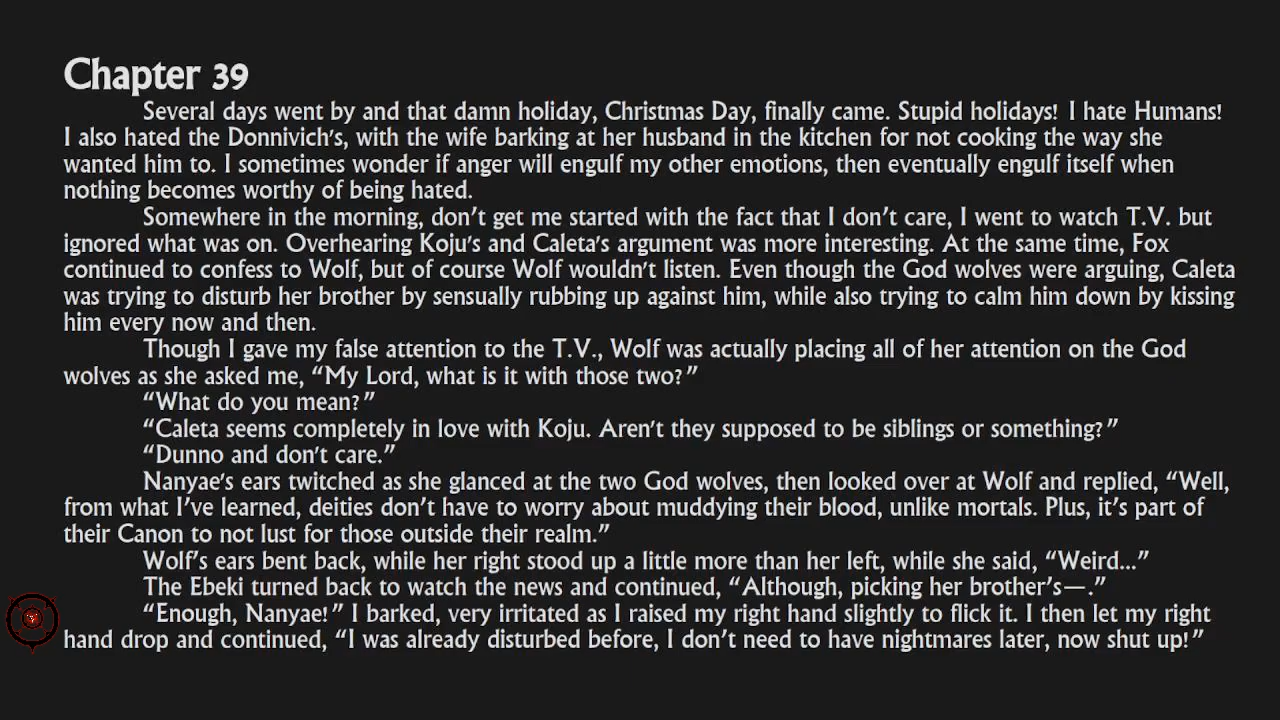 Chapter 39
Several days went by and that damn holiday, Christmas Day, finally came. Stupid holidays! I hate Humans!
I also hated the Donnivich's, with the wife barking at her husband in the kitchen for not cooking the way she
wanted him to. I sometimes wonder if anger will engulf my other emotions, then eventually engulf itself when
nothing becomes worthy of being hated.
Somewhere in the morning, don't get me started with the fact that I don't care, I went to watch T.V. but
ignored what was on. Overhearing Koju's and Caleta's argument was more interesting. At the same time, Fox
continued to confess to Wolf, but of course Wolf wouldn't listen. Even though the God wolves were arguing, Caleta
was trying to disturb her brother by sensually rubbing up against him, while also trying to calm him down by kissing
him every now and then.
Though I gave my false attention to the T.V., Wolf was actually placing all of her attention on the God
wolves as she asked me, “My Lord, what is it with those two?”
“What do you mean?”
“Caleta seems completely in love with Koju. Aren't they supposed to be siblings or something?”
“Dunno and don't care.”
Nanyae's ears twitched as she glanced at the two God wolves, then looked over at Wolf and replied, “Well,
from what I've learned, deities don't have to worry about muddying their blood, unlike mortals. Plus, it's part of
their Canon to not lust for those outside their realm.”
Wolf's ears bent back, while her right stood up a little more than her left, while she said, “Weird...”
The Ebeki turned back to watch the news and continued, “Although, picking her brother's—.”
“Enough, Nanyae!” I barked, very irritated as I raised my right hand slightly to flick it. I then let my right
hand drop and continued, “I was already disturbed before, I don't need to have nightmares later, now shut up!”